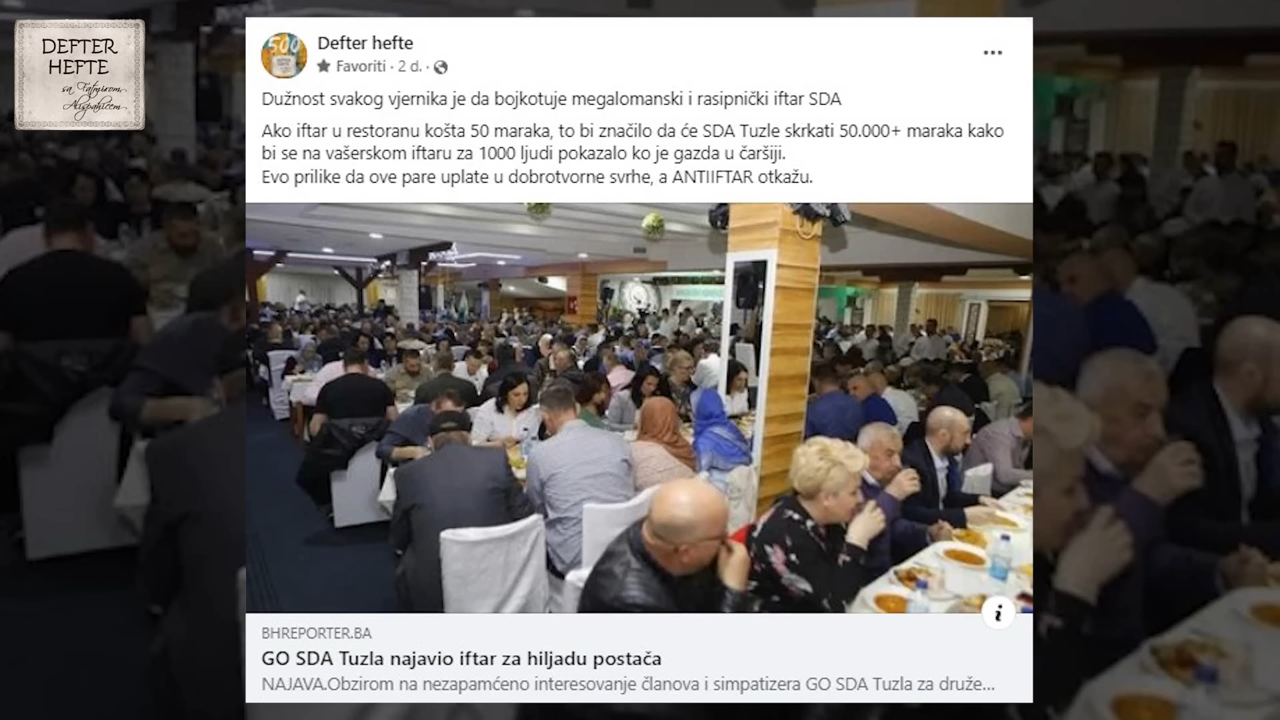 DEFTER
HEFTE
sa Fatmirom
Alispahićem
Defter hefte
Favoriti · 2 d. ·
Dužnost svakog vjernika je da bojkotuje megalomanski i rasipnički iftar SDA
Ako iftar u restoranu košta 50 maraka, to bi značilo da će SDA Tuzle skrkati 50.000+ maraka kako
bi se na vašerskom iftaru za 1000 ljudi pokazalo ko je gazda u čaršiji.
Evo prilike da ove pare uplate u dobrotvorne svrhe, a ANTIIFTAR otkažu.
BHREPORTER.BA
GO SDA Tuzla najavio iftar za hiljadu postača
NAJAVA.Obzirom na nezapamćeno interesovanje članova i simpatizera GO SDA Tuzla za druže...